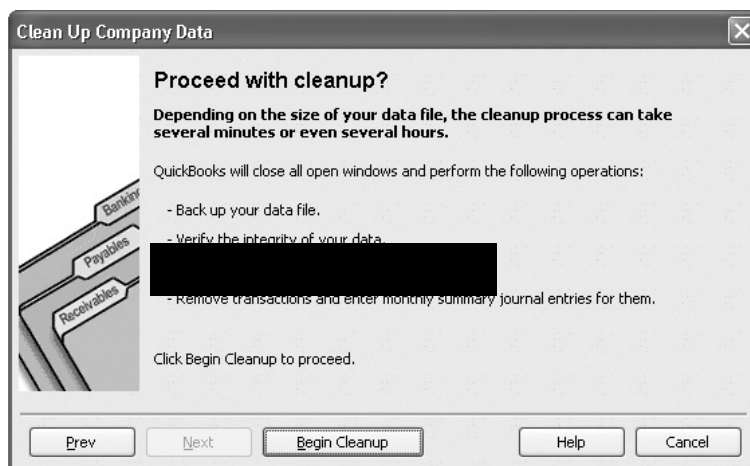 Clean Up Company Data
Proceed with cleanup?
Depending on the size of your data file, the cleanup process can take
several minutes or even several hours.
QuickBooks will close all open windows and perform the following operations:
- Back up your data file.
- Verify the integrity of your data.
- Remove transactions and enter monthly summary journal entries for them.
Click Begin Cleanup to proceed.
Banking
Payables
Receivables
Prev
Next
Begin Cleanup
Help
Cancel